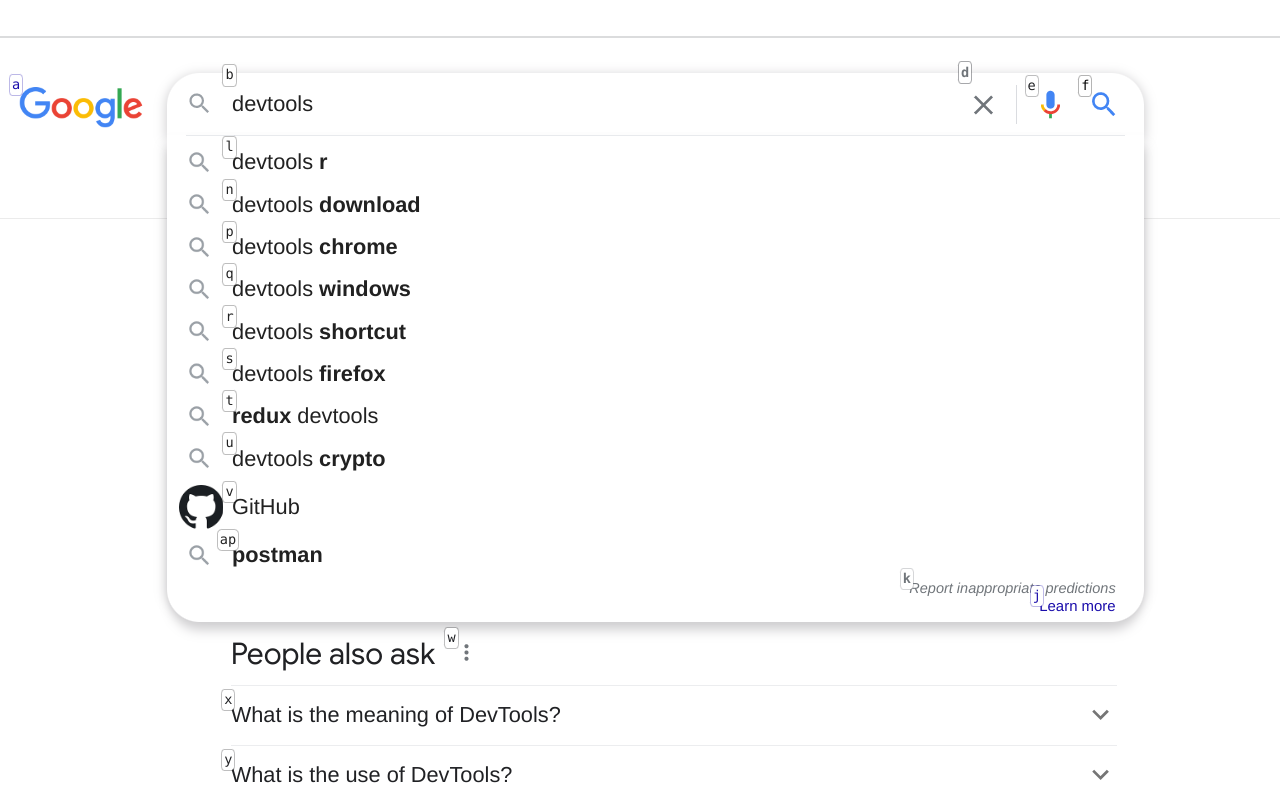 a
Google
b
devtools
d
e
f
l
devtools r
n
devtools download
p
devtools chrome
q
devtools windows
r
devtools shortcut
s
devtools firefox
t
redux devtools
u
devtools crypto
v
GitHub
ap
postman
k
Report inappropriate predictions
j
Learn more
People also ask
w
x
What is the meaning of DevTools?
y
What is the use of DevTools?